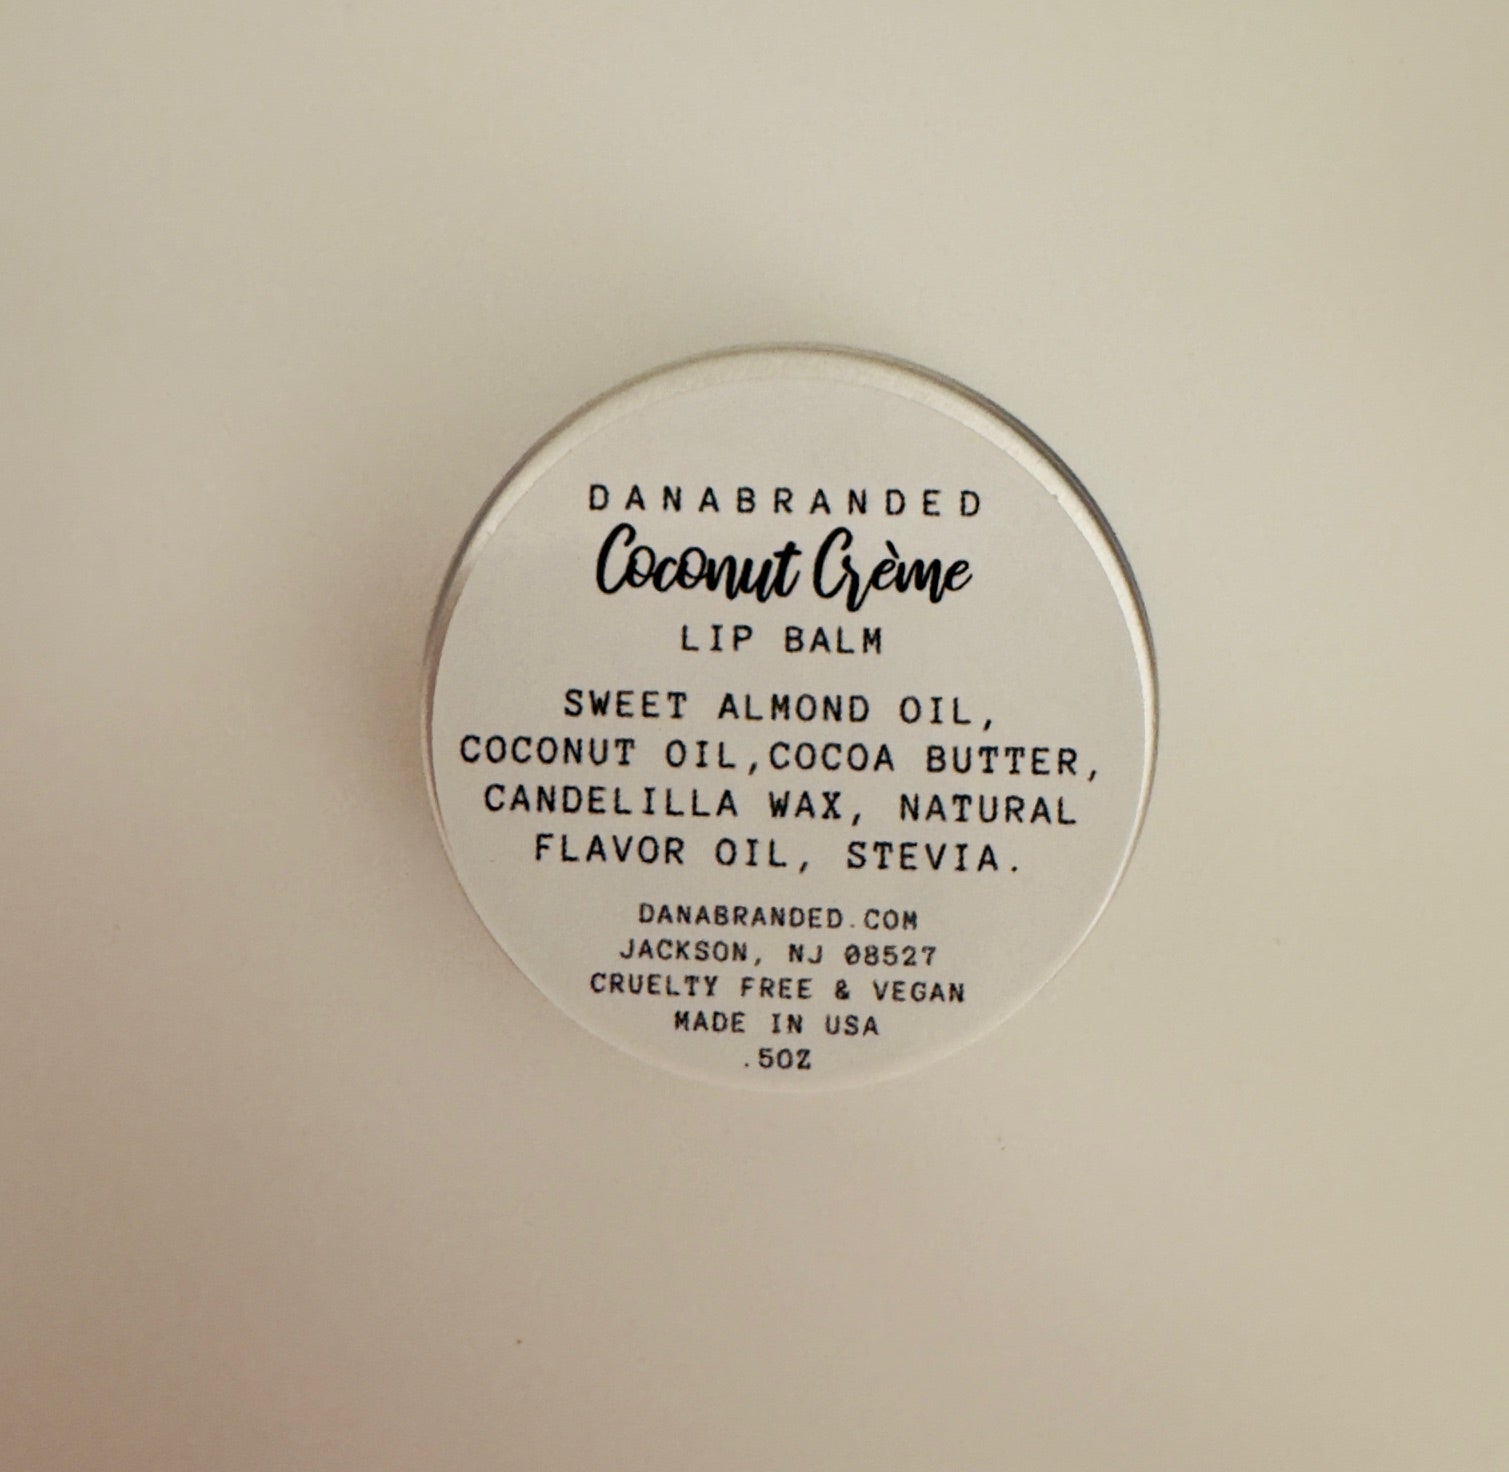 DANABRANDED
Coconut Crème
LIP BALM
SWEET ALMOND OIL,
COCONUT OIL,COCOA BUTTER,
CANDELILLA WAX, NATURAL
FLAVOR OIL, STEVIA.
DANABRANDED.COM
JACKSON, NJ 08527
CRUELTY FREE & VEGAN
MADE IN USA
.5OZ